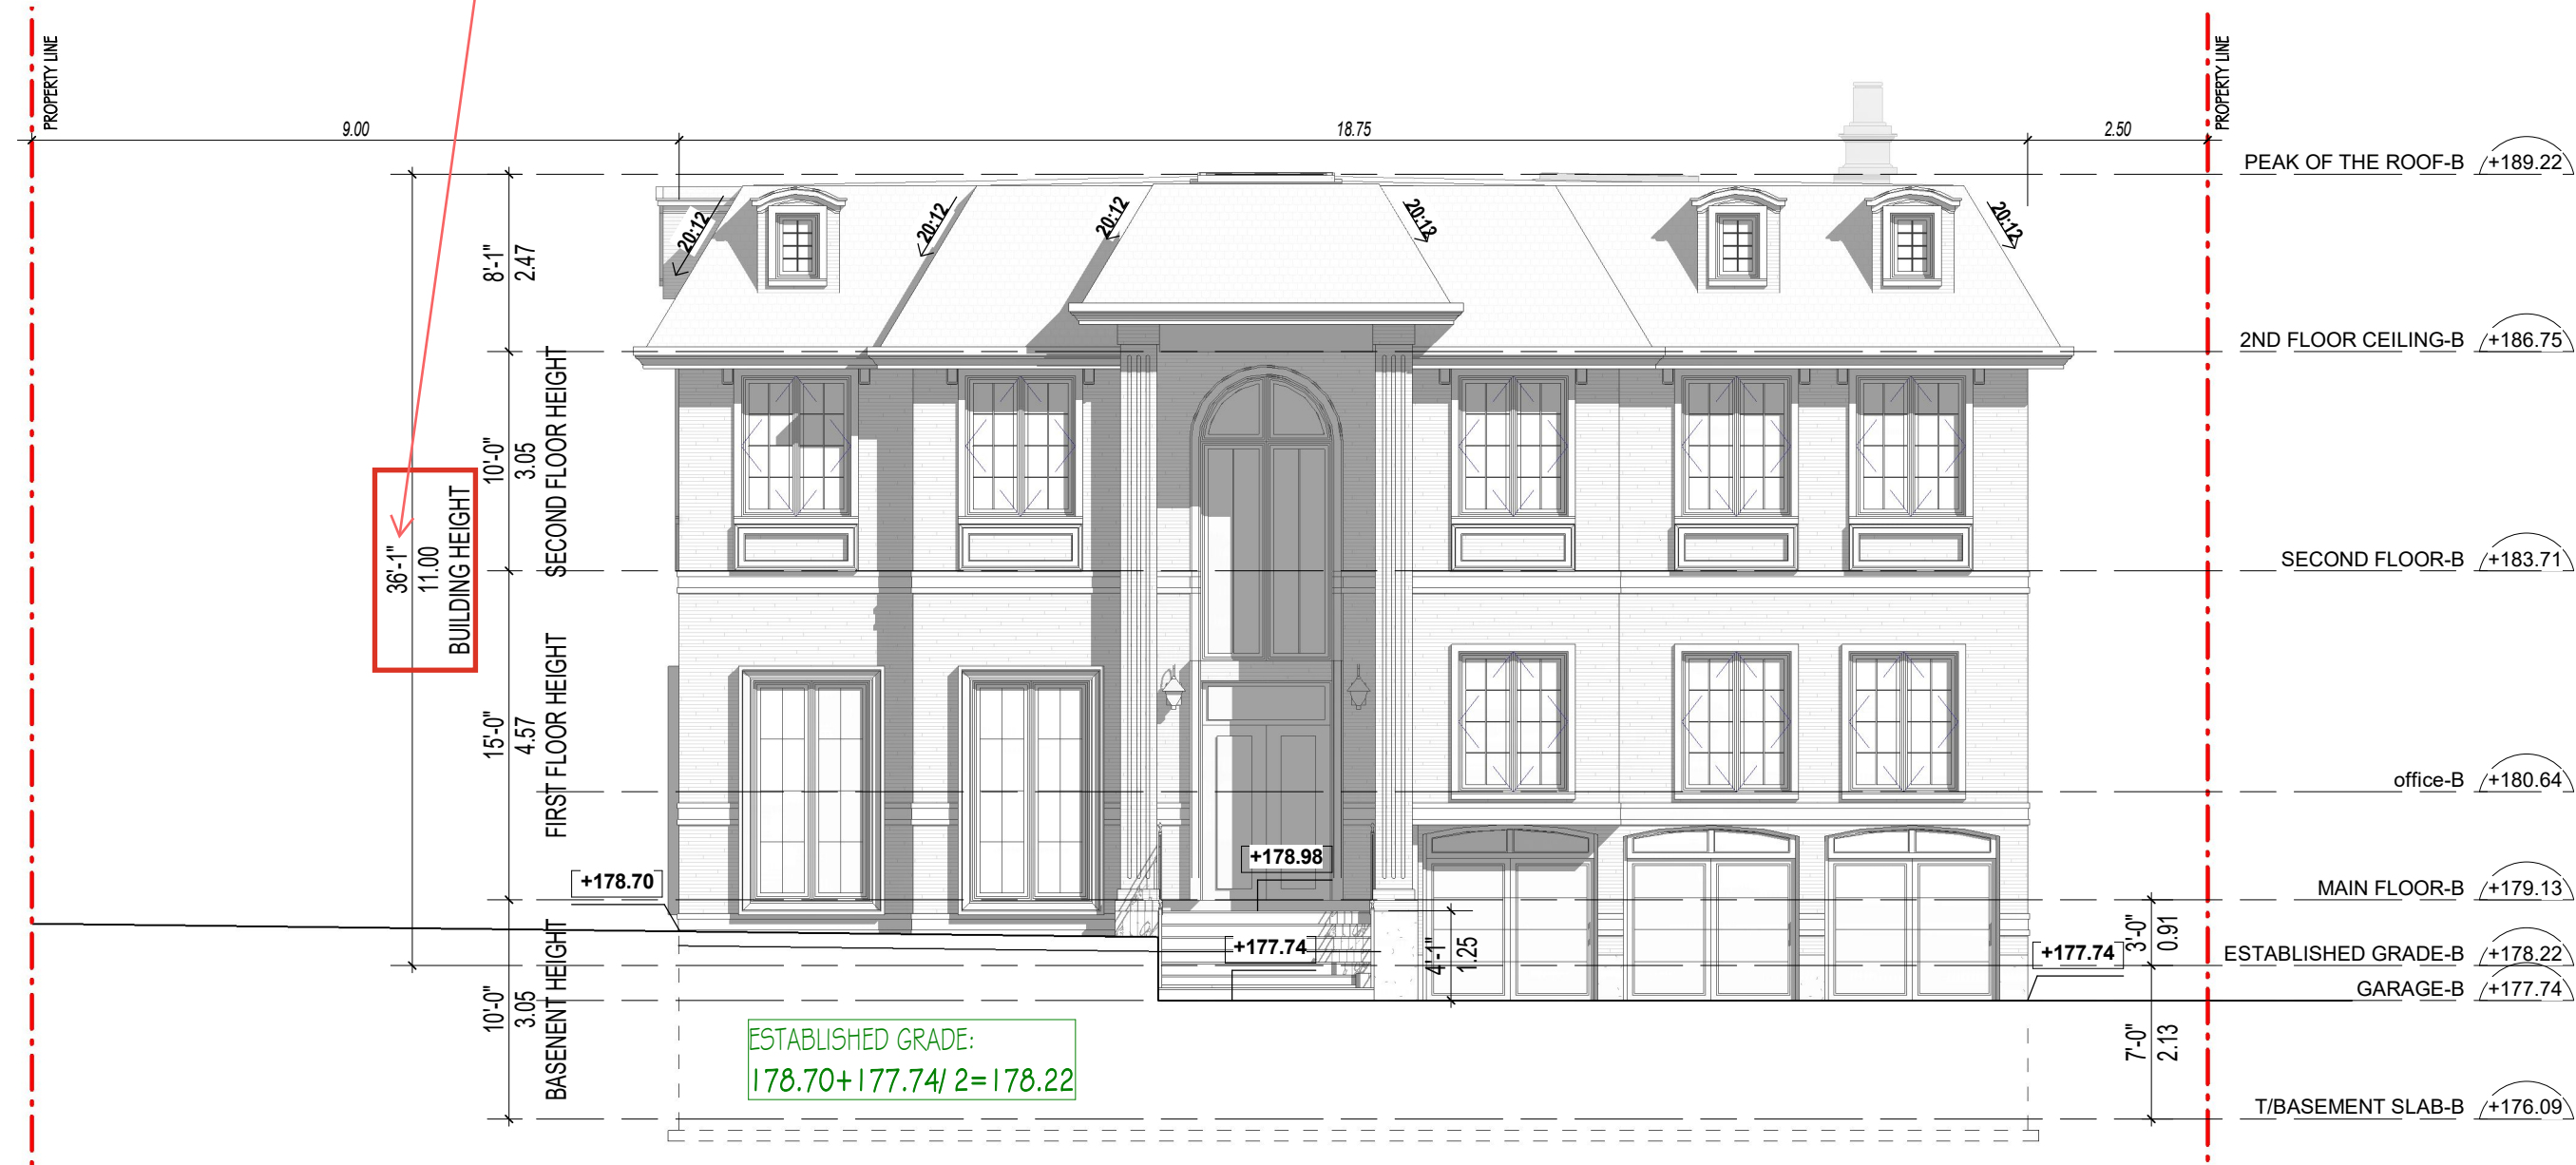 PROPERTY LINE
PROPERTY LINE
9.00
18.75
2.50
PEAK OF THE ROOF-B +189.22
20:12
20:12
20:12
20:12
20:12
8'-1"
2.47
2ND FLOOR CEILING-B +186.75
10'-0"
3.05
SECOND FLOOR HEIGHT
36'-1"
11.00
BUILDING HEIGHT
SECOND FLOOR-B +183.71
15'-0"
4.57
FIRST FLOOR HEIGHT
office-B +180.64
+178.98
+178.70
MAIN FLOOR-B +179.13
3'-0"
0.91
+177.74
4'-1"
1.25
+177.74
ESTABLISHED GRADE-B +178.22
GARAGE-B +177.74
10'-0"
3.05
BASENENT HEIGHT
ESTABLISHED GRADE:
178.70+177.74/ 2=178.22
7'-0"
2.13
T/BASEMENT SLAB-B +176.09